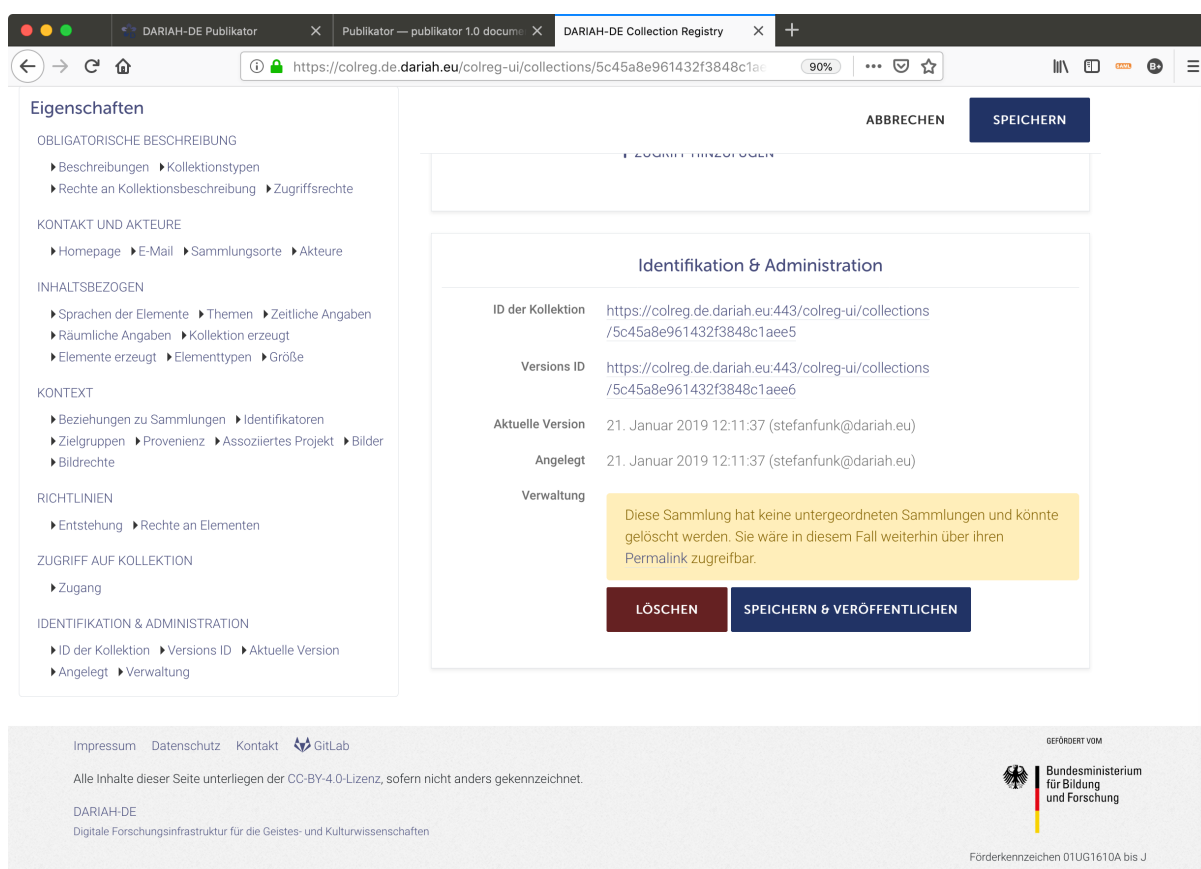 DARIAH-DE Publikator
Publikator — publikator 1.0 docume
DARIAH-DE Collection Registry
https://colreg.de.dariah.eu/colreg-ui/collections/5c45a8e961432f3848c1ae
90%
Eigenschaften
OBLIGATORISCHE BESCHREIBUNG
Beschreibungen Kollektionstypen
Rechte an Kollektionsbeschreibung Zugriffsrechte
KONTAKT UND AKTEURE
Homepage E-Mail Sammlungsorte Akteure
INHALTSBEZOGEN
Sprachen der Elemente Themen Zeitliche Angaben
Räumliche Angaben Kollektion erzeugt
Elemente erzeugt Elementtypen Größe
KONTEXT
Beziehungen zu Sammlungen Identifikatoren
Zielgruppen Provenienz Assoziiertes Projekt Bilder
Bildrechte
RICHTLINIEN
Entstehung Rechte an Elementen
ZUGRIFF AUF KOLLEKTION
Zugang
IDENTIFIKATION & ADMINISTRATION
ID der Kollektion Versions ID Aktuelle Version
Angelegt Verwaltung
ABBRECHEN SPEICHERN
ZUGRIFF HINZUFÜGEN
Identifikation & Administration
ID der Kollektion https://colreg.de.dariah.eu:443/colreg-ui/collections
/5c45a8e961432f3848c1aee5
Versions ID https://colreg.de.dariah.eu:443/colreg-ui/collections
/5c45a8e961432f3848c1aee6
Aktuelle Version 21. Januar 2019 12:11:37 (stefanfunk@dariah.eu)
Angelegt 21. Januar 2019 12:11:37 (stefanfunk@dariah.eu)
Verwaltung
Diese Sammlung hat keine untergeordneten Sammlungen und könnte
gelöscht werden. Sie wäre in diesem Fall weiterhin über ihren
Permalink zugreifbar.
LÖSCHEN SPEICHERN & VERÖFFENTLICHEN
Impressum Datenschutz Kontakt GitLab
Alle Inhalte dieser Seite unterliegen der CC-BY-4.0-Lizenz, sofern nicht anders gekennzeichnet.
DARIAH-DE
Digitale Forschungsinfrastruktur für die Geistes- und Kulturwissenschaften
GEFÖRDERT VOM
Bundesministerium
für Bildung
und Forschung
Förderkennzeichen 01UG1610A bis J